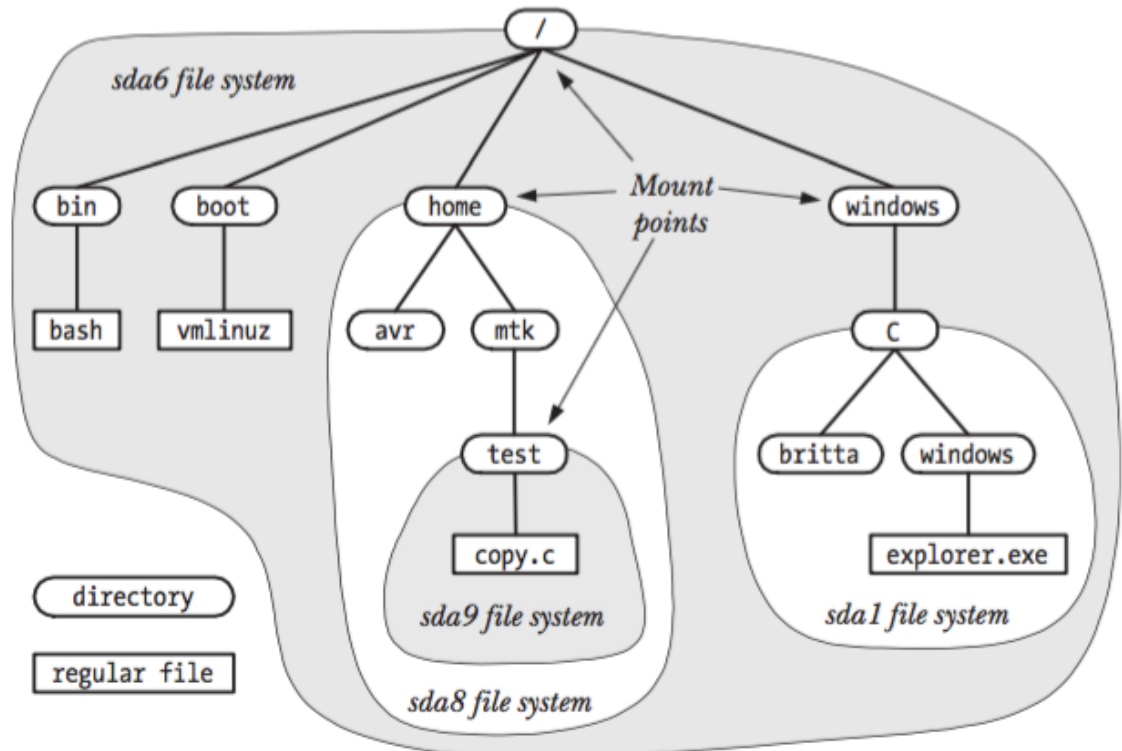 /
sda6 file system
bin
boot
home
Mount
points
windows
bash
vmlinuz
avr
mtk
C
test
britta
windows
copy.c
explorer.exe
directory
sda9 file system
sda1 file system
regular file
sda8 file system